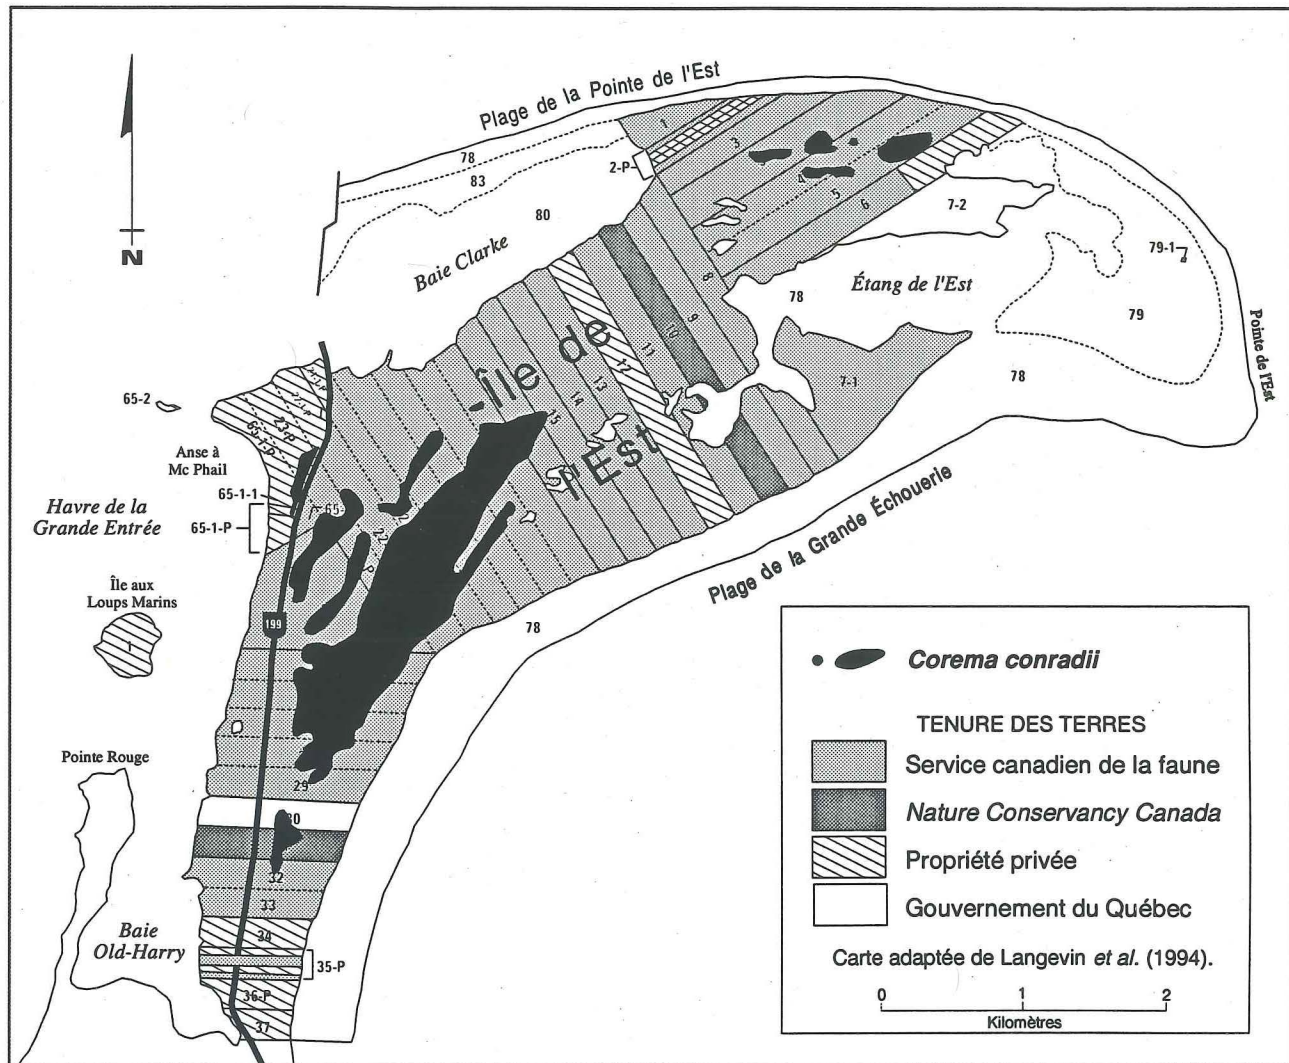 Plage de la Pointe de l'Est
N
78
83
80
Baie Clarke
2-P
1
3
4
5
6
7-2
79-1
79
78
Étang de l'Est
78
Pointe de l'Est
8
9
10
11
12
13
14
15
7-1
Île de
l'Est
65-2
23-P
Anse à
Mc Phail
65-1-1
65-1-P
Havre de la
Grande Entrée
Île aux
Loups Marins
1
199
22
Plage de la Grande Échouerie
78
29
30
32
33
34
35-P
36-P
37
Pointe Rouge
Baie
Old-Harry
Corema conradii
TENURE DES TERRES
Service canadien de la faune
Nature Conservancy Canada
Propriété privée
Gouvernement du Québec
Carte adaptée de Langevin et al. (1994).
0 1 2
Kilomètres